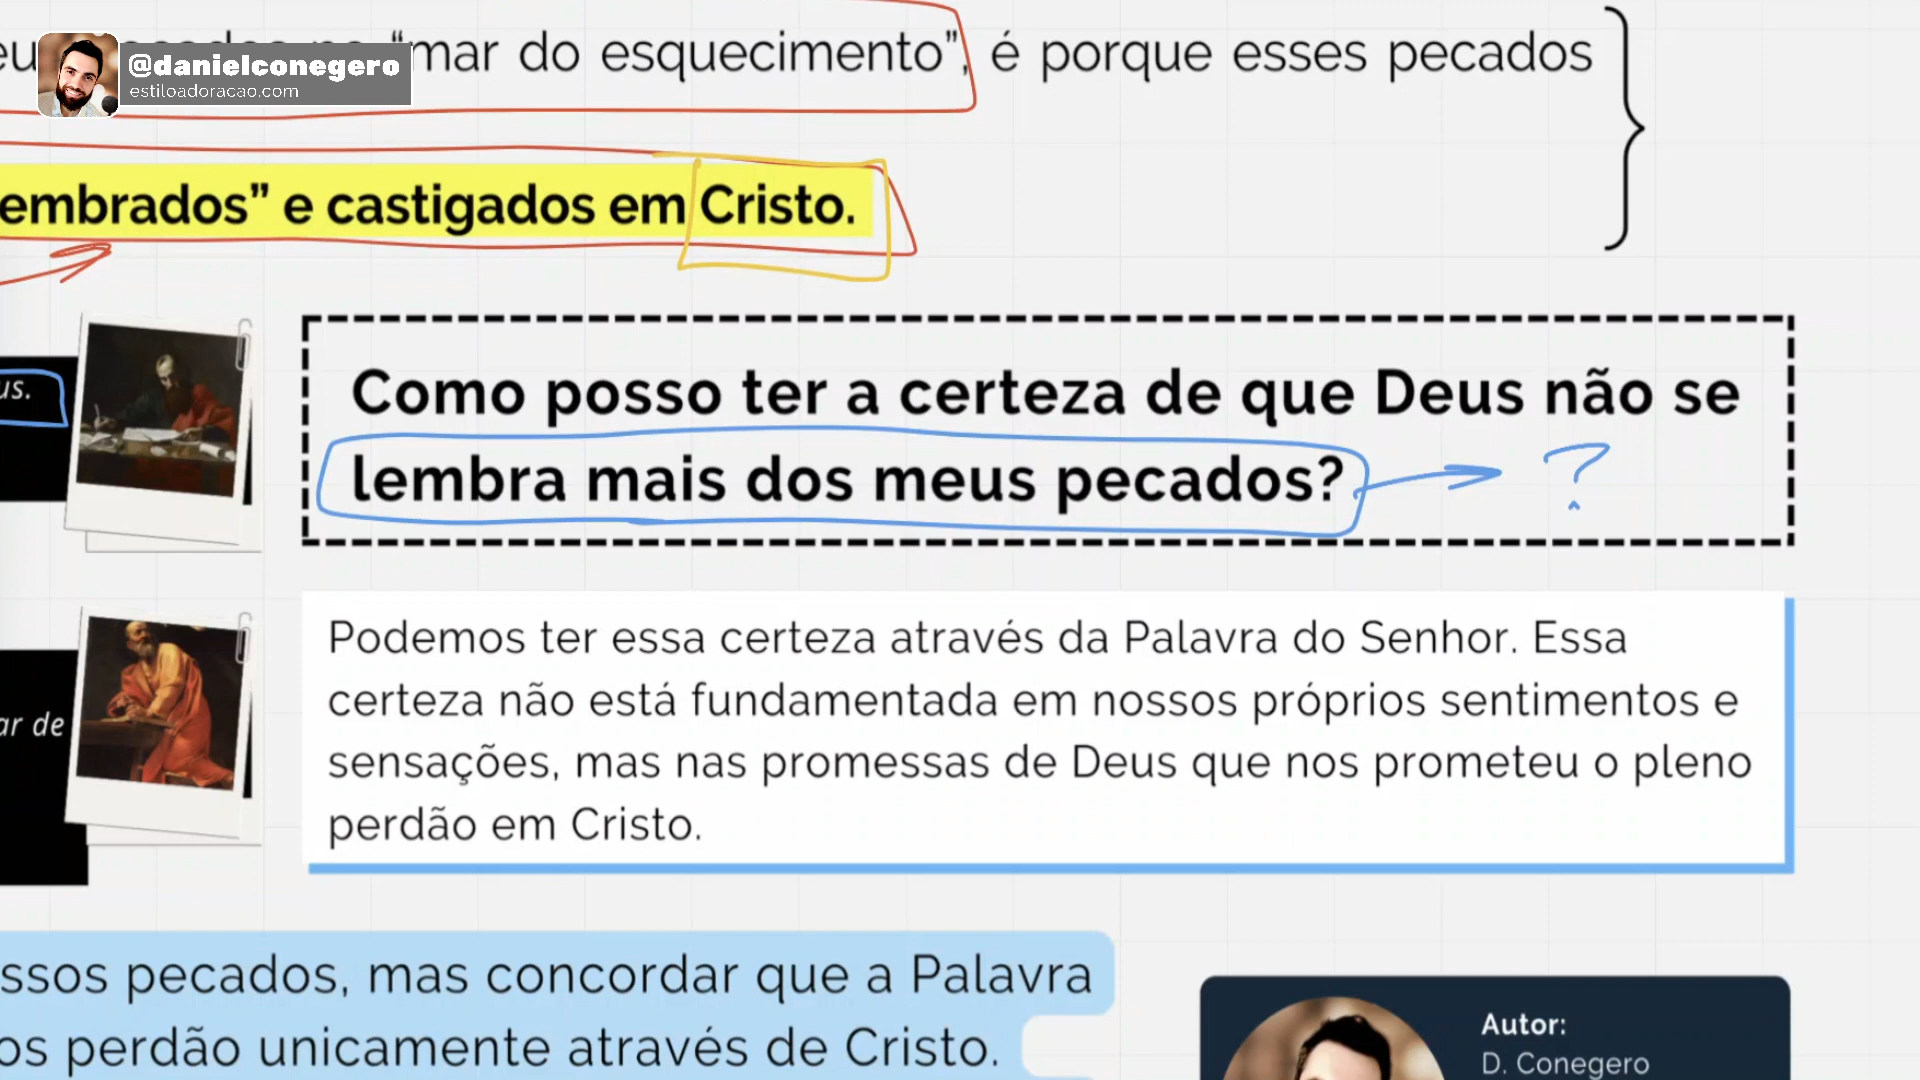 @danielconegero
estiloadoracao.com
“mar do esquecimento”, é porque esses pecados
embrados” e castigados em Cristo.
us.
Como posso ter a certeza de que Deus não se
lembra mais dos meus pecados?
?
ar de
Podemos ter essa certeza através da Palavra do Senhor. Essa
certeza não está fundamentada em nossos próprios sentimentos e
sensações, mas nas promessas de Deus que nos prometeu o pleno
perdão em Cristo.
ssos pecados, mas concordar que a Palavra
os perdão unicamente através de Cristo.
Autor:
D. Conegero